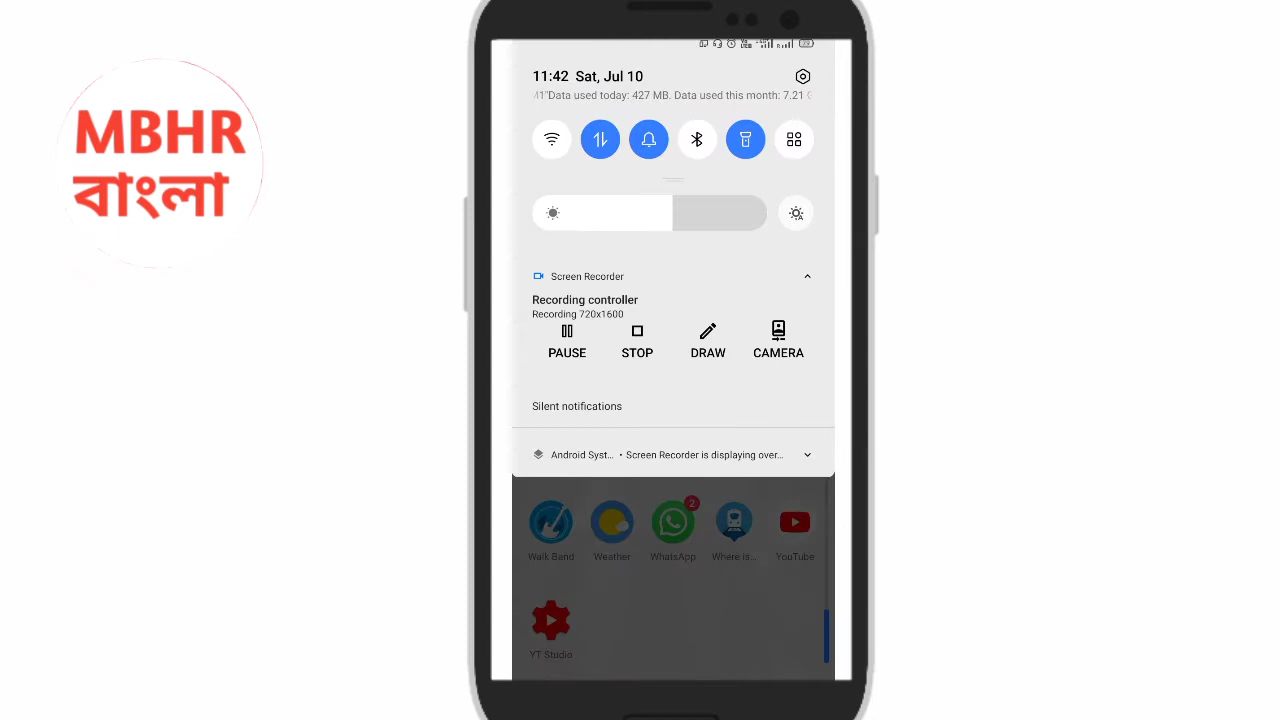 MBHR
বাংলা
11:42 Sat, Jul 10
41"Data used today: 427 MB. Data used this month: 7.21
Screen Recorder
Recording controller
Recording 720x1600
PAUSE STOP DRAW CAMERA
Silent notifications
Android Syst... • Screen Recorder is displaying over...
2
Walk Band Weather WhatsApp Where is... YouTube
YT Studio